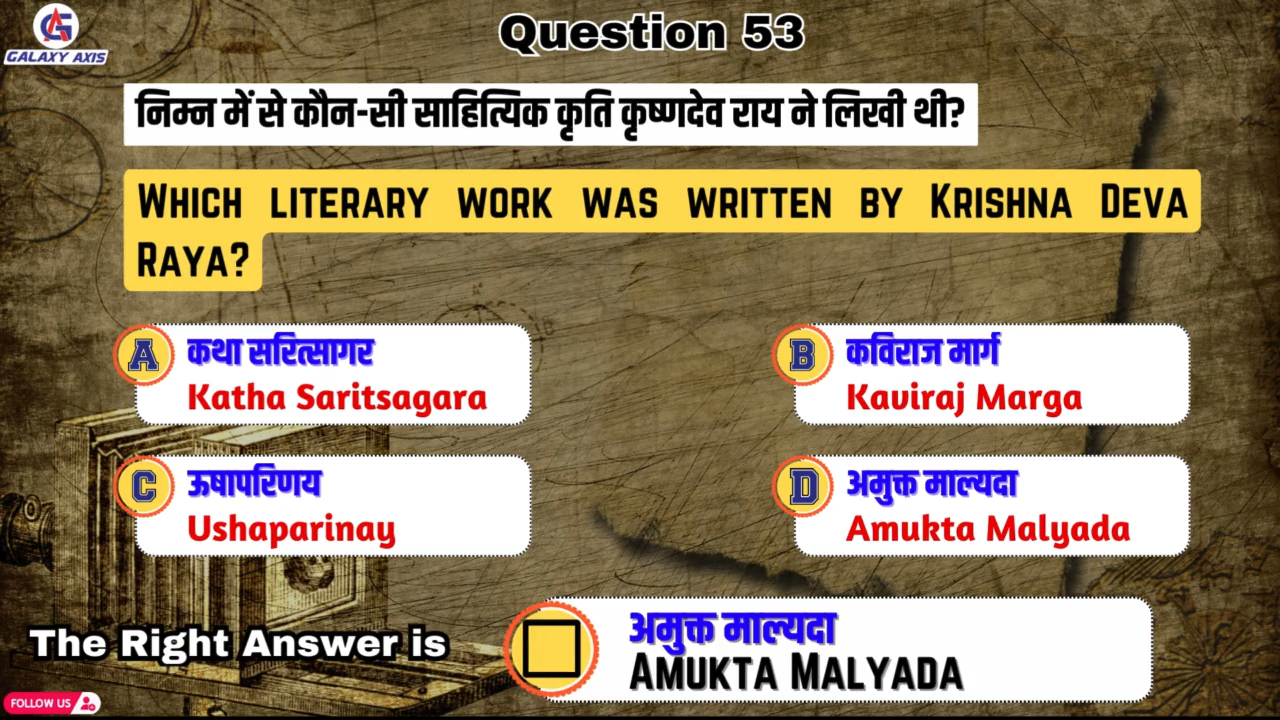 GALAXY AXIS
Question 53
निम्न में से कौन-सी साहित्यिक कृति कृष्णदेव राय ने लिखी थी?
WHICH LITERARY WORK WAS WRITTEN BY KRISHNA DEVA
RAYA?
A कथा सरित्सागर
Katha Saritsagara
B कविराज मार्ग
Kaviraj Marga
C ऊषापरिणय
Ushaparinay
D अमुक्त माल्यदा
Amukta Malyada
The Right Answer is
अमुक्त माल्यदा
AMUKTA MALYADA
FOLLOW US